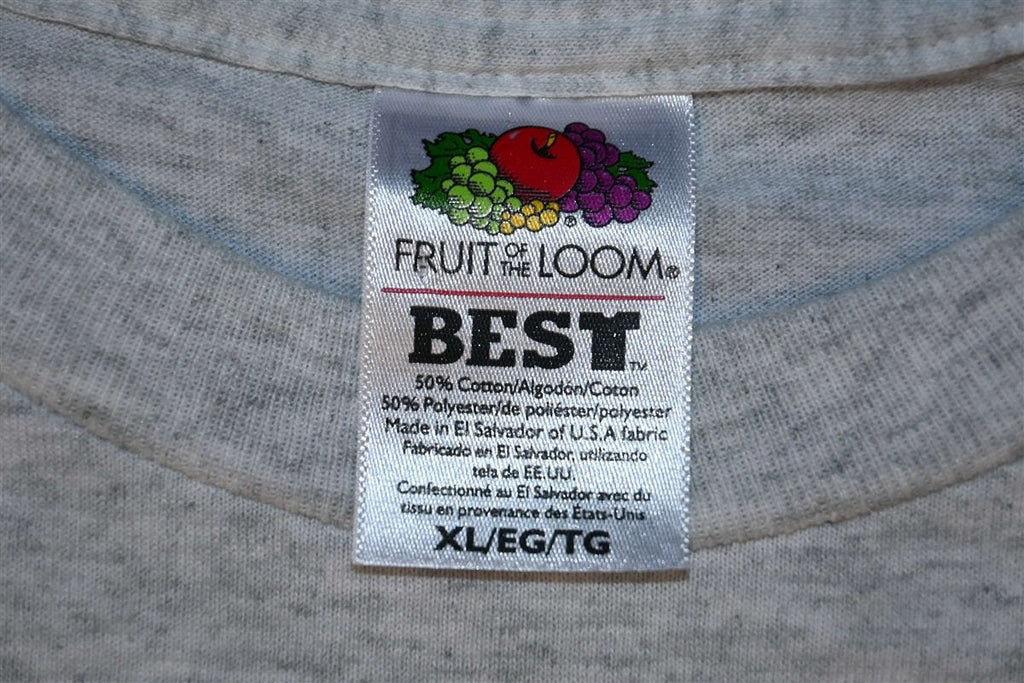 ®
FRUIT OF THE LOOM®
BEST™
50% Cotton/Algodón/Coton
50% Polyester/de poliéster/polyester
Made in El Salvador of U.S.A fabric
Fabricado en El Salvador, utilizando
tela de EE.UU.
Confectionné au El Salvador avec du
tissu en provenance des États-Unis
XL/EG/TG